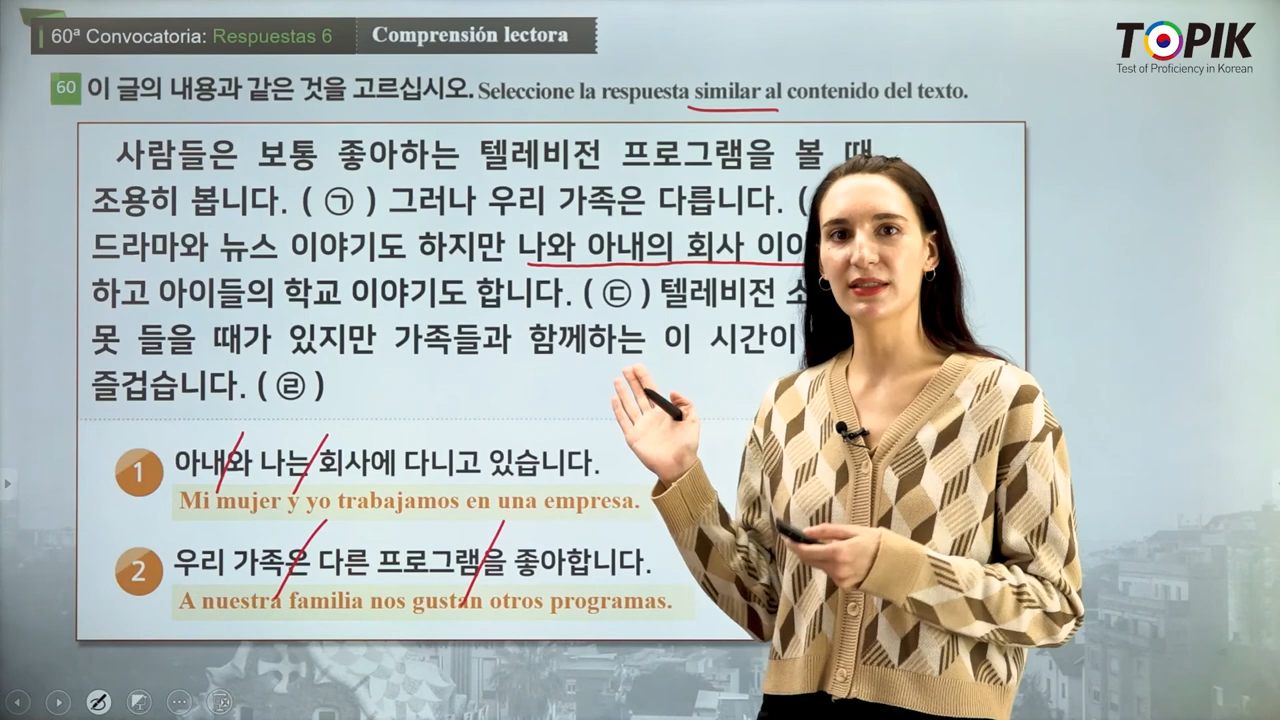 60ª Convocatoria: Respuestas 6
Comprensión lectora
TOPIK
Test of Proficiency in Korean
60 이 글의 내용과 같은 것을 고르십시오. Seleccione la respuesta similar al contenido del texto.
사람들은 보통 좋아하는 텔레비전 프로그램을 볼 때
조용히 봅니다. ( ㉠ ) 그러나 우리 가족은 다릅니다. (
드라마와 뉴스 이야기도 하지만 나와 아내의 회사
하고 아이들의 학교 이야기도 합니다. ( ㉢ ) 텔레비전
못 들을 때가 있지만 가족들과 함께하는 이 시간이
즐겁습니다. ( ㉣ )
1 아내와 나는 회사에 다니고 있습니다.
Mi mujer y yo trabajamos en una empresa.
2 우리 가족은 다른 프로그램을 좋아합니다.
A nuestra familia nos gustan otros programas.